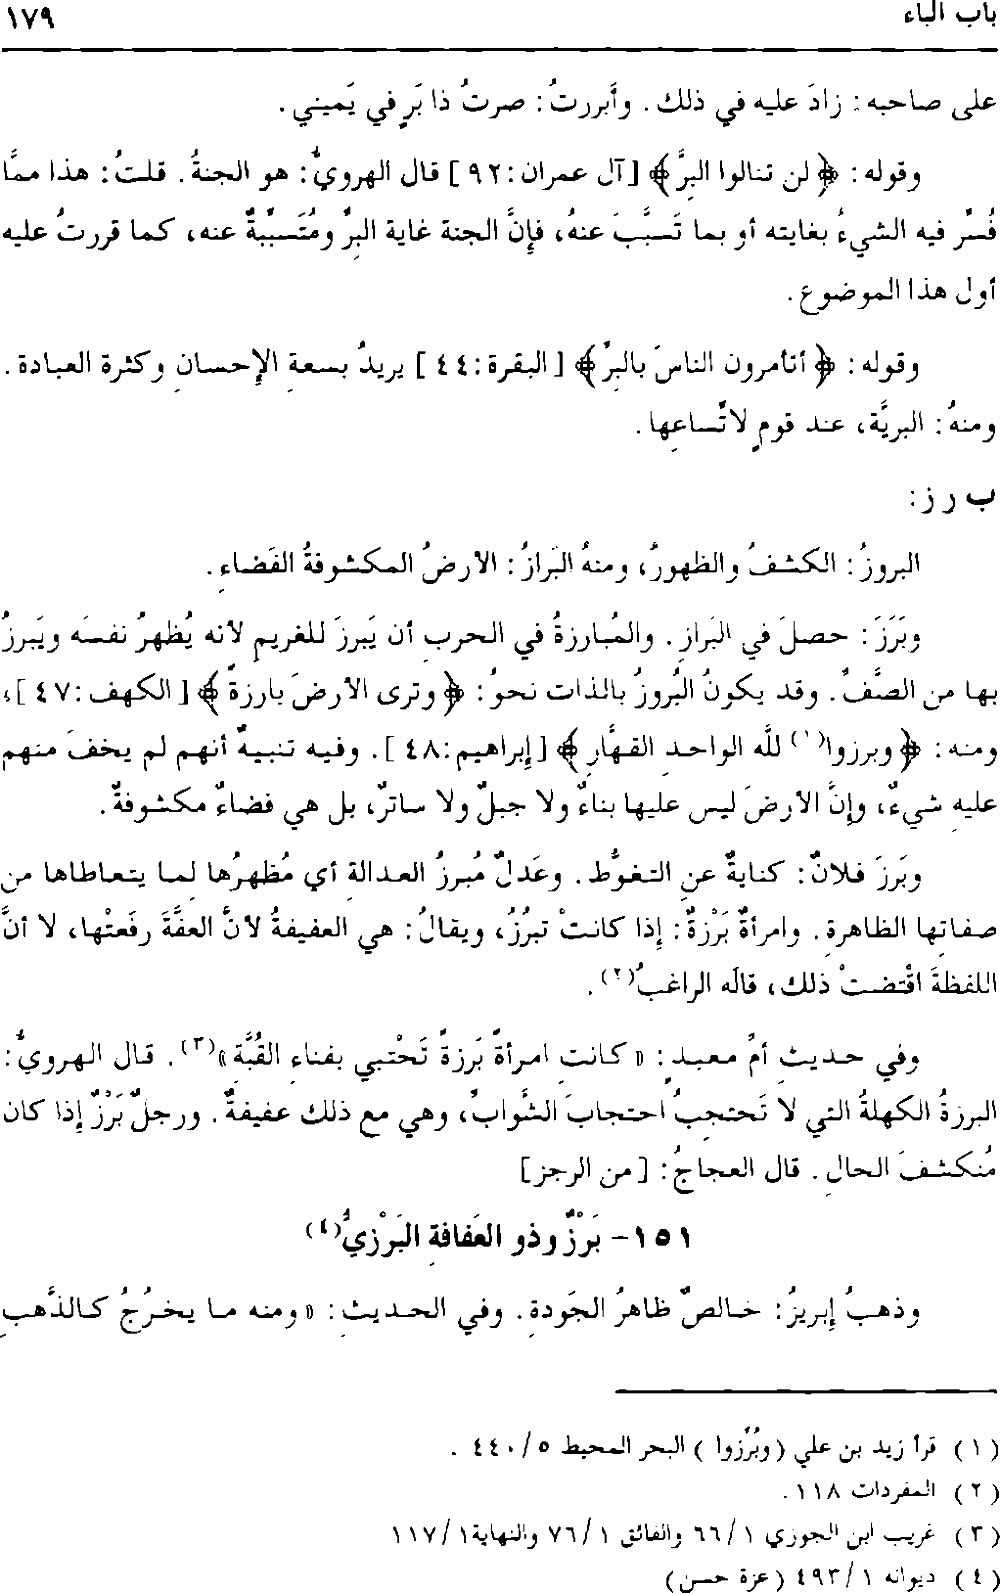 باب الباء ١٧٩
على صاحبه: زادَ عليه في ذلك. وأَبررتُ: صرتُ ذا بَرٍ في يَميني.
وقوله: ﴿لن تنالوا البِرَّ﴾ [آل عمران:٩٢] قال الهرويُّ: هو الجنةُ. قلتُ: هذا ممَّا
فُسِّر فيه الشيءُ بغايته أو بما تَسبَّبَ عنهُ، فإنَّ الجنة غاية البرِّ ومُتَسبِّبةٌ عنه، كما قررتُ عليه
أول هذا الموضوع.
وقوله: ﴿أتأمرون الناسَ بالبِرِّ﴾ [البقرة:٤٤] يريدُ بسعةِ الإحسانِ وكثرة العبادة.
ومنهُ: البريَّة، عند قومٍ لاتِّساعِها.
ب ر ز:
البروزُ: الكشفُ والظهورُ، ومنهُ البَرازُ: الأرضُ المكشوفةُ الفَضاءِ.
وبَرَزَ: حصلَ في البَرازِ. والمُبارزةُ في الحربِ أن يَبرزَ للغريمِ لأنه يُظهرُ نفسَه ويَبرزُ
بها من الصَّفِّ. وقد يكونُ البُروزُ بالذات نحوُ: ﴿وترى الأرضَ بارزةً﴾ [الكهف:٤٧]،
ومنه: ﴿وبرزوا(١) للَّه الواحدِ القهَّارِ﴾ [إبراهيم:٤٨]. وفيه تنبيهٌ أنهم لم يخفَ منهم
عليهِ شيءٌ، وإنَّ الأرضَ ليس عليها بناءٌ ولا جبلٌ ولا ساترٌ، بل هي فضاءٌ مكشوفةٌ.
وبَرزَ فلانٌ: كنايةٌ عن التغوُّط. وعَدلٌ مُبرزُ العدالةِ أي مُظهرُها لما يتعاطاها من
صفاتِها الظاهرةِ. وامرأةٌ بَرْزةٌ: إذا كانتْ تبرُزُ، ويقالُ: هي العفيفةُ لأنَّ العفَّةَ رفَعتْها، لا أنَّ
اللفظةَ اقْتضتْ ذلك، قالَه الراغبُ(٢).
وفي حديثِ أمِّ معبدٍ: «كانتِ امرأةً بَرزةً تَحْتبي بفناءِ القُبَّة»(٣). قال الهرويُّ:
البرزةُ الكهلةُ التي لا تَحتجبُ احتجابَ الشَّوابِّ، وهي مع ذلك عفيفةٌ. ورجلٌ بَرْزٌ إذا كان
مُنكشفَ الحالِ. قال العجاجُ: [من الرجز]
١٥١- بَرْزٌ وذو العَفافةِ البَرْزيُّ(٤)
وذهبُ إبريزُ: خالصٌ ظاهرُ الجَودةِ. وفي الحديثِ: «ومنه ما يخرُجُ كالذَّهبِ
(١) قرأ زيد بن علي (وبُرِّزوا) البحر المحيط ٤٤٠/٥.
(٢) المفردات ١١٨.
(٣) غريب ابن الجوزي ٦٦/١ والفائق ٧٦/١ والنهاية١١٧/١
(٤) ديوانه ٤٩٣/١ (عزة حسن)